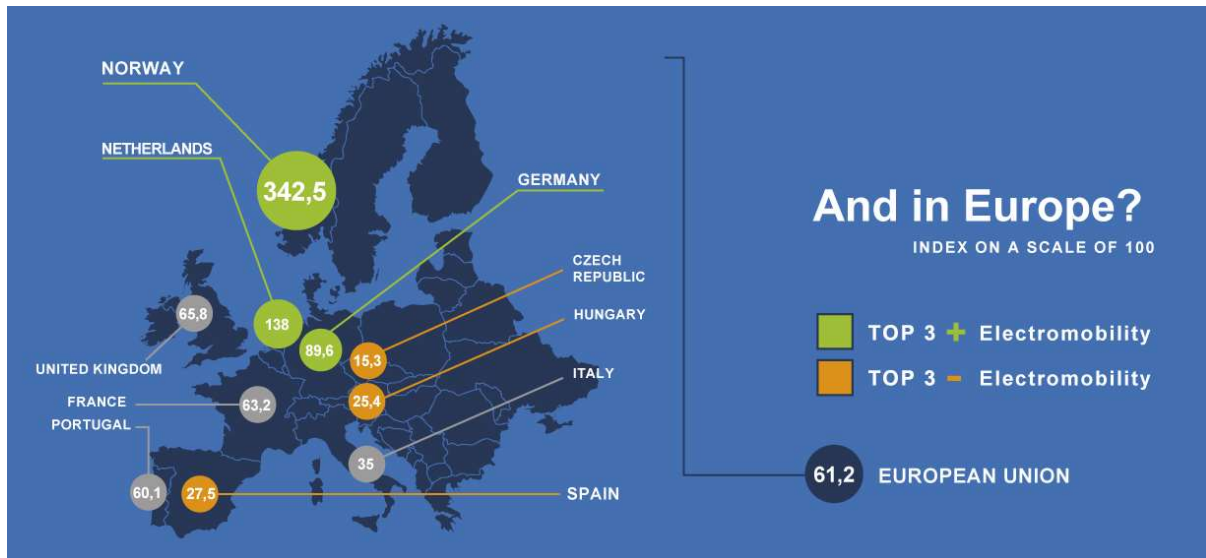 NORWAY
NETHERLANDS
342,5
GERMANY
And in Europe?
INDEX ON A SCALE OF 100
CZECH
REPUBLIC
HUNGARY
65,8
138
89,6
15,3
TOP 3 + Electromobility
UNITED KINGDOM
ITALY
TOP 3 - Electromobility
FRANCE
63,2
25,4
PORTUGAL
35
61,2 EUROPEAN UNION
60,1
27,5
SPAIN